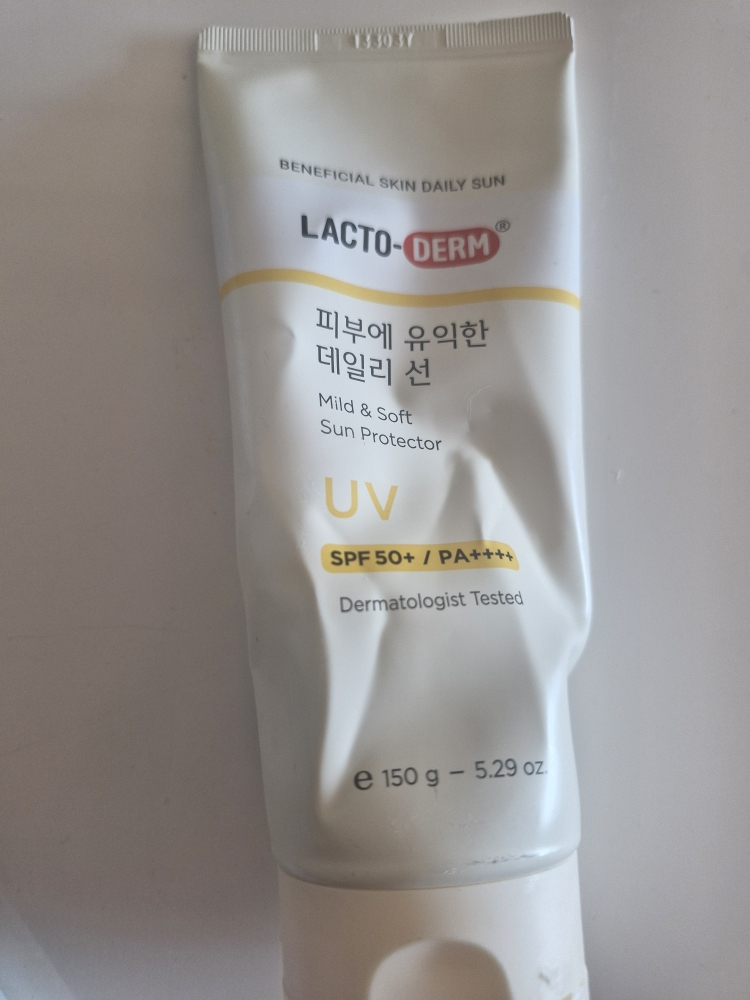 BENEFICIAL SKIN DAILY SUN
LACTO-DERM®
피부에 유익한
데일리 선
Mild & Soft
Sun Protector
UV
SPF 50+ / PA++++
Dermatologist Tested
e 150 g – 5.29 oz.